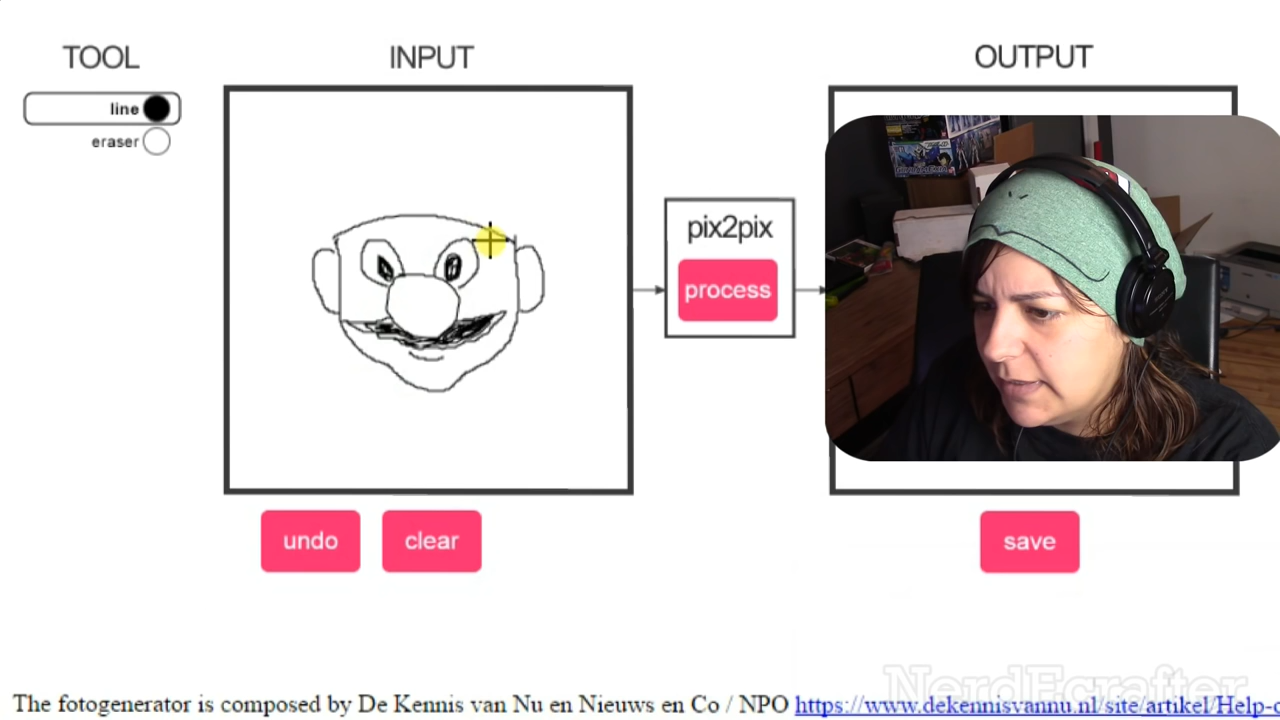 TOOL
INPUT
OUTPUT
line
eraser
pix2pix
process
undo
clear
save
NerdEcrafter
The fotogenerator is composed by De Kennis van Nu en Nieuws en Co / NPO https://www.dekennisvannu.nl/site/artikel/Help-